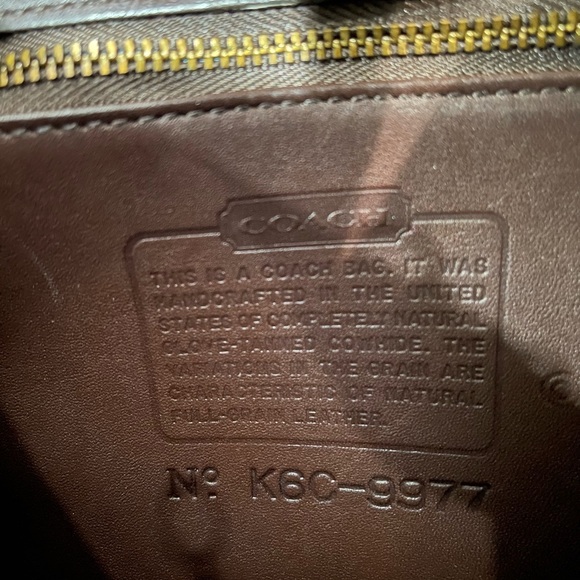 COACH
THIS IS A COACH BAG. IT WAS
HANDCRAFTED IN THE UNITED
STATES OF COMPLETELY NATURAL
GLOVE-TANNED COWHIDE. THE
VARIATIONS IN THE GRAIN ARE
CHARACTERISTIC OF NATURAL
FULL-GRAIN LEATHER.
Nº K6C-9977